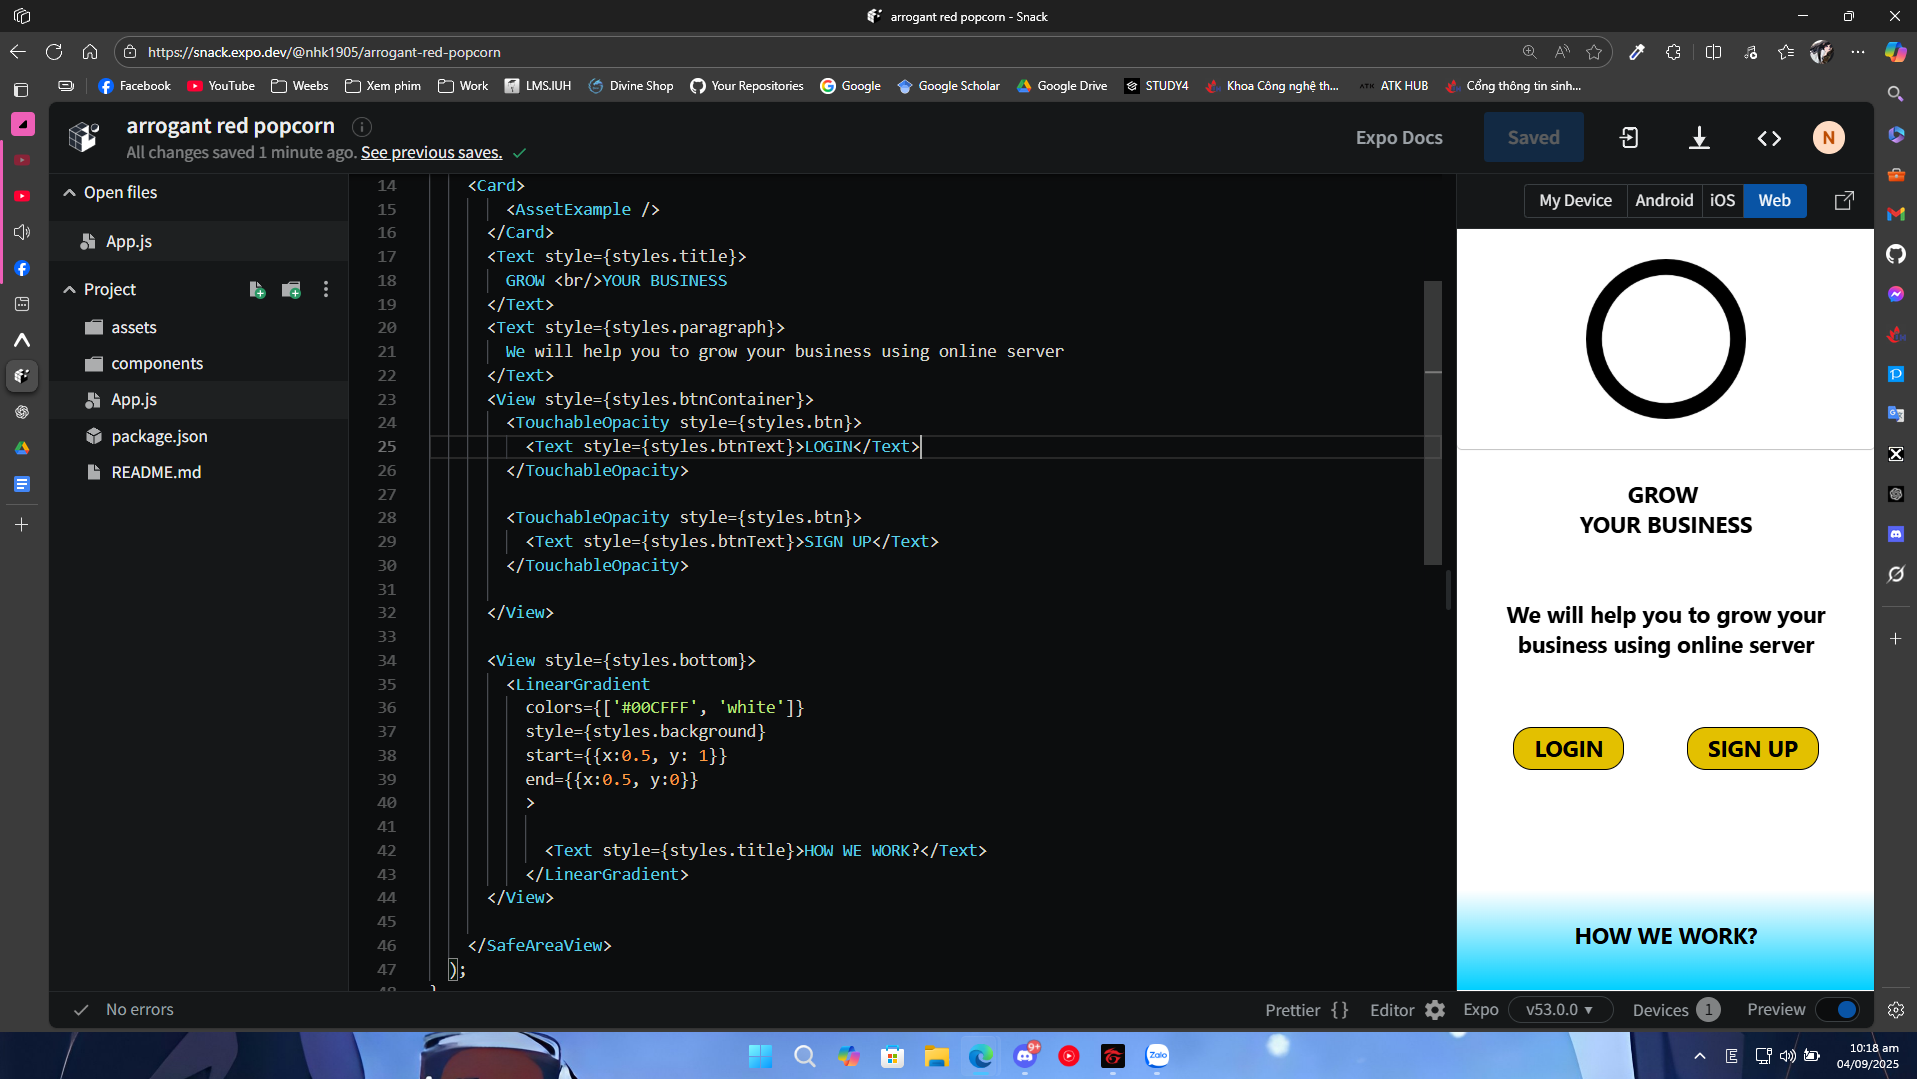 arrogant red popcorn - Snack
https://snack.expo.dev/@nhk1905/arrogant-red-popcorn
Facebook
YouTube
Weebs
Xem phim
Work
LMS.IUH
Divine Shop
Your Repositories
Google
Google Scholar
Google Drive
STUDY4
Khoa Công nghệ th...
ATK HUB
Cổng thông tin sinh...
arrogant red popcorn
All changes saved 1 minute ago. See previous saves.
Expo Docs
Saved
N
Open files
App.js
Project
assets
components
App.js
package.json
README.md
14 <Card>
15 <AssetExample />
16 </Card>
17 <Text style={styles.title}>
18 GROW <br/>YOUR BUSINESS
19 </Text>
20 <Text style={styles.paragraph}>
21 We will help you to grow your business using online server
22 </Text>
23 <View style={styles.btnContainer}>
24 <TouchableOpacity style={styles.btn}>
25 <Text style={styles.btnText}>LOGIN</Text>
26 </TouchableOpacity>
27
28 <TouchableOpacity style={styles.btn}>
29 <Text style={styles.btnText}>SIGN UP</Text>
30 </TouchableOpacity>
31
32 </View>
33
34 <View style={styles.bottom}>
35 <LinearGradient
36 colors={['#00CFFF', 'white']}
37 style={styles.background}
38 start={{x:0.5, y: 1}}
39 end={{x:0.5, y:0}}
40 >
41
42 <Text style={styles.title}>HOW WE WORK?</Text>
43 </LinearGradient>
44 </View>
45
46 </SafeAreaView>
47 );
My Device
Android
iOS
Web
GROW
YOUR BUSINESS
We will help you to grow your
business using online server
LOGIN
SIGN UP
HOW WE WORK?
No errors
Prettier {}
Editor
Expo
v53.0.0
Devices 1
Preview
9+
Zalo
E
10:18 am
04/09/2025